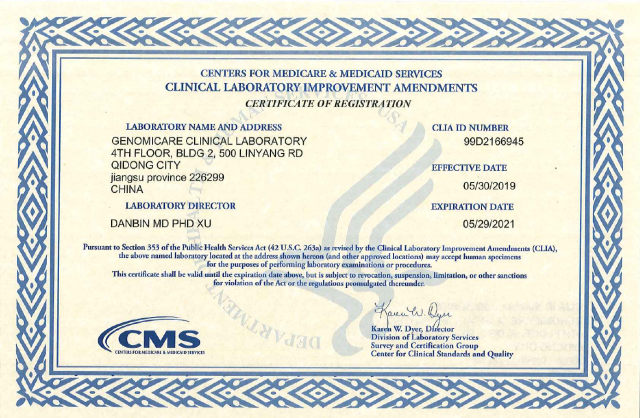 CENTERS FOR MEDICARE & MEDICAID SERVICES
CLINICAL LABORATORY IMPROVEMENT AMENDMENTS
CERTIFICATE OF REGISTRATION
LABORATORY NAME AND ADDRESS
GENOMICARE CLINICAL LABORATORY
4TH FLOOR, BLDG 2, 500 LINYANG RD
QIDONG CITY
jiangsu province 226299
CHINA
LABORATORY DIRECTOR
DANBIN MD PHD XU
CLIA ID NUMBER
99D2166945
EFFECTIVE DATE
05/30/2019
EXPIRATION DATE
05/29/2021
Pursuant to Section 353 of the Public Health Services Act (42 U.S.C. 263a) as revised by the Clinical Laboratory Improvement Amendments (CLIA),
the above named laboratory located at the address shown hereon (and other approved locations) may accept human specimens
for the purposes of performing laboratory examinations or procedures.
This certificate shall be valid until the expiration date above, but is subject to revocation, suspension, limitation, or other sanctions
for violation of the Act or the regulations promulgated thereunder.
CMS
CENTERS FOR MEDICARE & MEDICAID SERVICES
Karen W. Dyer
Karen W. Dyer, Director
Division of Laboratory Services
Survey and Certification Group
Center for Clinical Standards and Quality
DEPARTMENT
HUMAN SERVICES USA